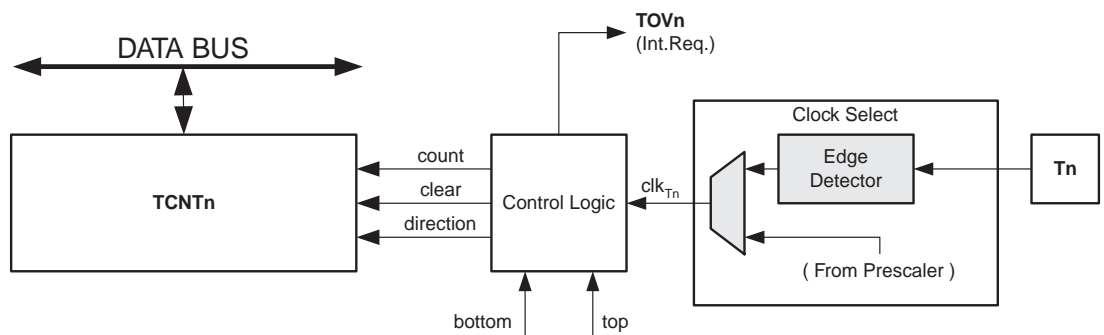 TOVn
(Int.Req.)
DATA BUS
Clock Select
count
Edge
Detector
Tn
clear
TCNTn
Control Logic
clkTn
direction
( From Prescaler )
bottom
top